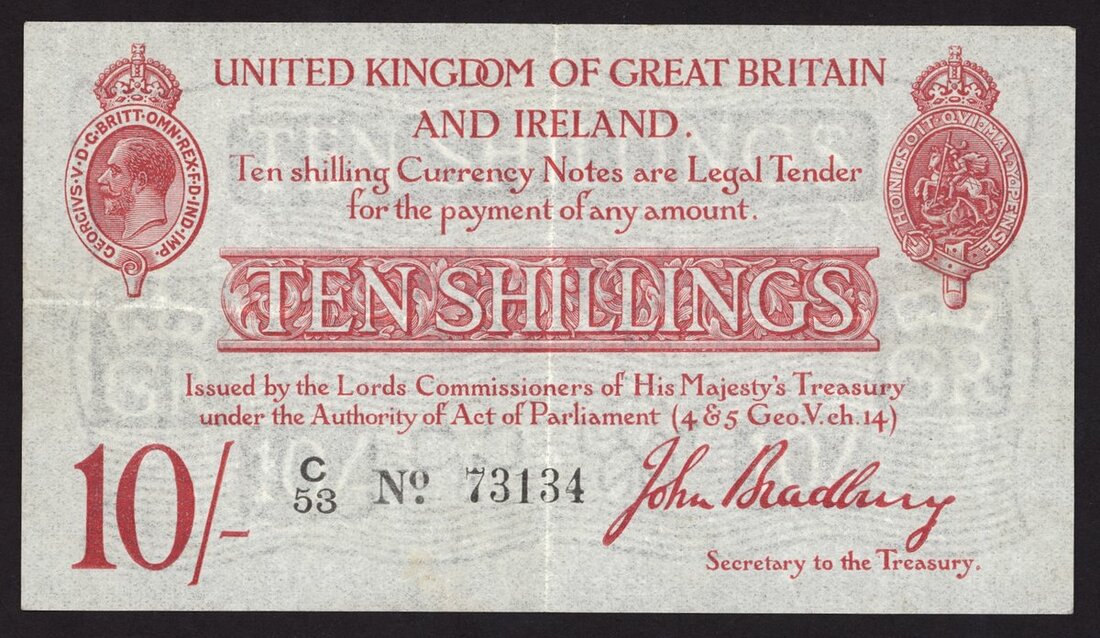 UNITED KINGDOM OF GREAT BRITAIN
AND IRELAND.
GEORGIVS·V·D·G·BRITT·OMN·REX·F·D·IND·IMP·
HONI·SOIT·QVI·MAL·Y·PENSE
Ten shilling Currency Notes are Legal Tender
for the payment of any amount.
TEN SHILLINGS
Issued by the Lords Commissioners of His Majesty's Treasury
under the Authority of Act of Parliament (4 & 5 Geo.V.ch.14)
10/-
C
53
Nº 73134
John Bradbury
Secretary to the Treasury.